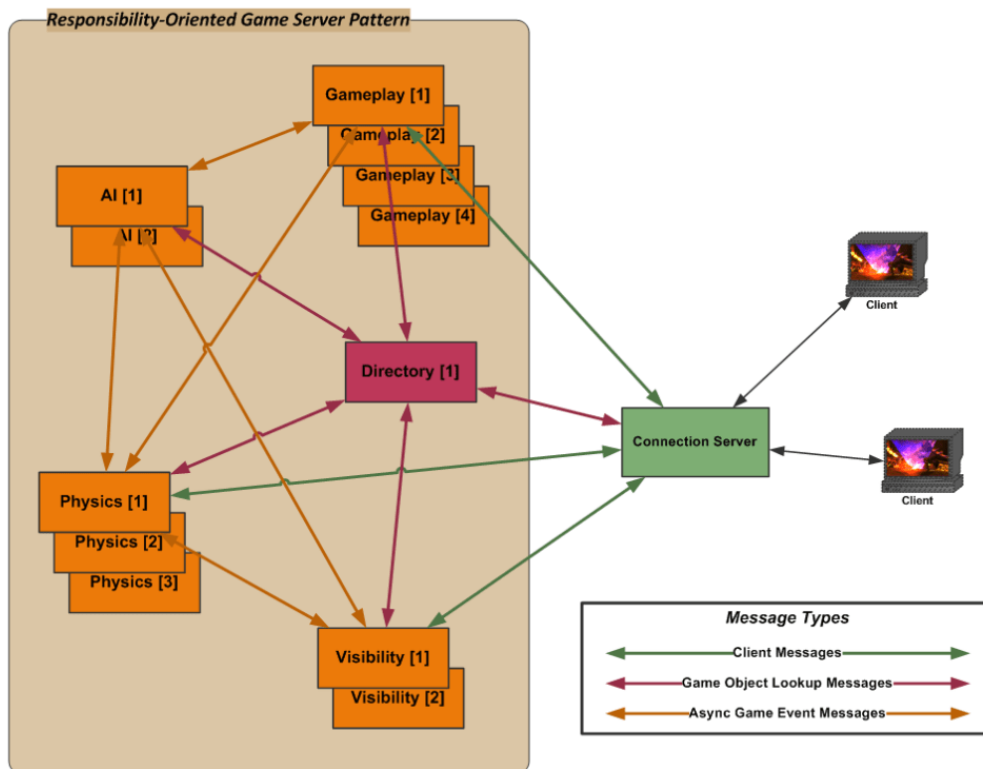 Responsibility-Oriented Game Server Pattern
Gameplay [1]
Gameplay [2]
Gameplay [3]
Gameplay [4]
AI [1]
AI [2]
Directory [1]
Client
Connection Server
Client
Physics [1]
Physics [2]
Physics [3]
Visibility [1]
Visibility [2]
Message Types
Client Messages
Game Object Lookup Messages
Async Game Event Messages